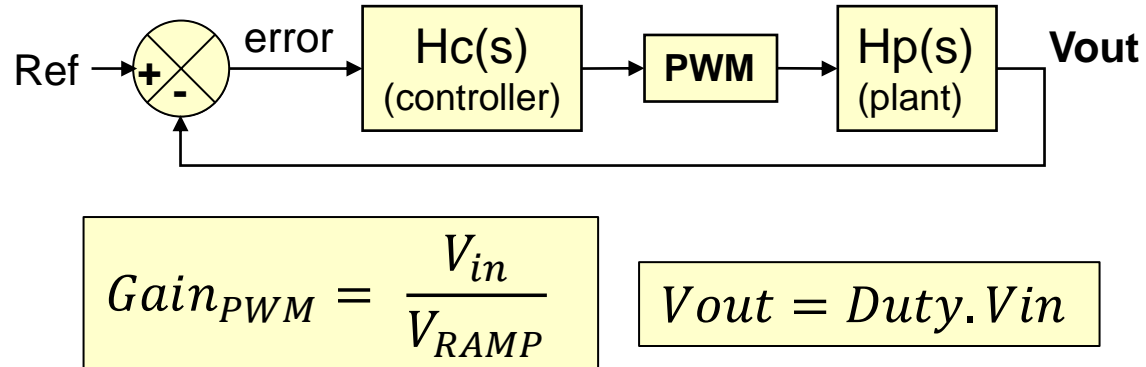 Ref + - error Hc(s) (controller) PWM Hp(s) (plant) Vout
Gain_PWM = V_in / V_RAMP
Vout = Duty.Vin